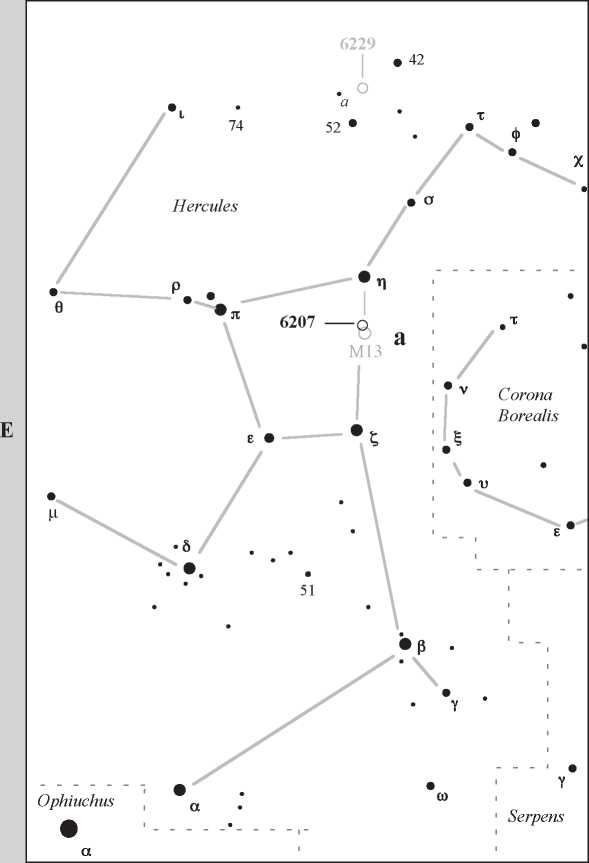 6229
42
a
74
52
τ
φ
χ
ι
Hercules
σ
η
ρ
θ
π
6207
a
M13
τ
ν
Corona
Borealis
E
ε
ζ
ξ
υ
μ
ε
δ
51
β
γ
α
ω
γ
Ophiuchus
Serpens
α